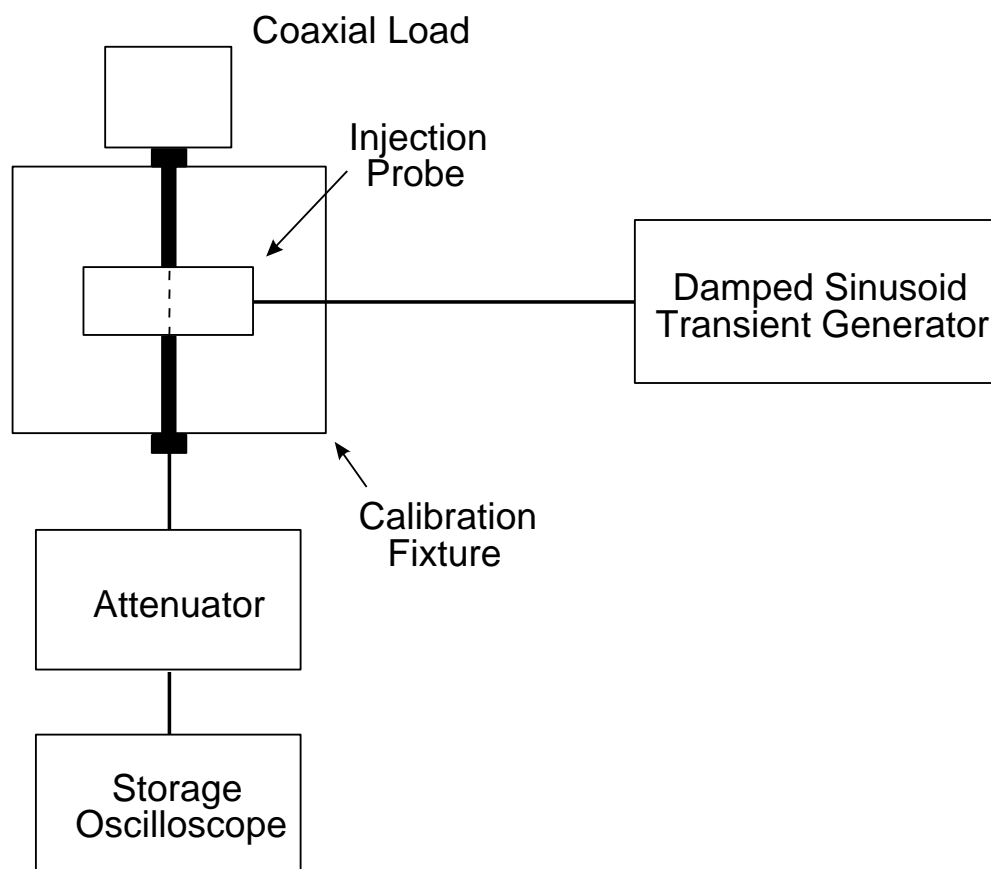 Coaxial Load
Injection
Probe
Damped Sinusoid
Transient Generator
Calibration
Fixture
Attenuator
Storage
Oscilloscope